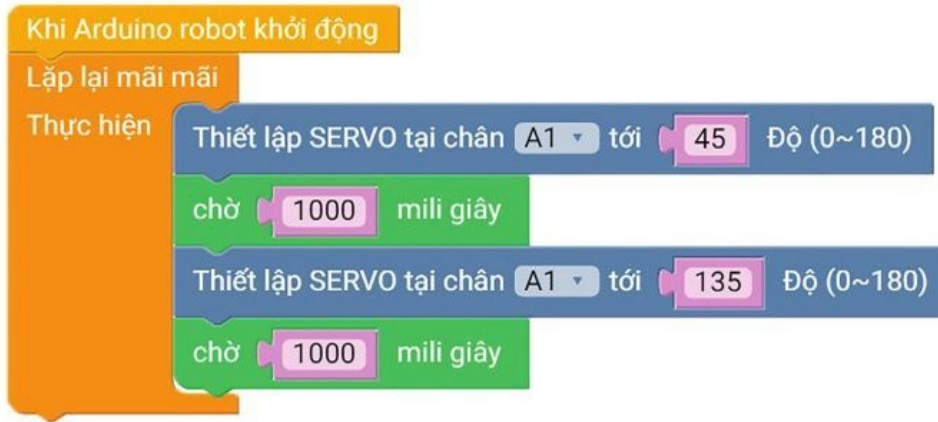 Khi Arduino robot khởi động
Lặp lại mãi mãi
Thực hiện
Thiết lập SERVO tại chân A1 tới 45 Độ (0~180)
chờ 1000 mili giây
Thiết lập SERVO tại chân A1 tới 135 Độ (0~180)
chờ 1000 mili giây